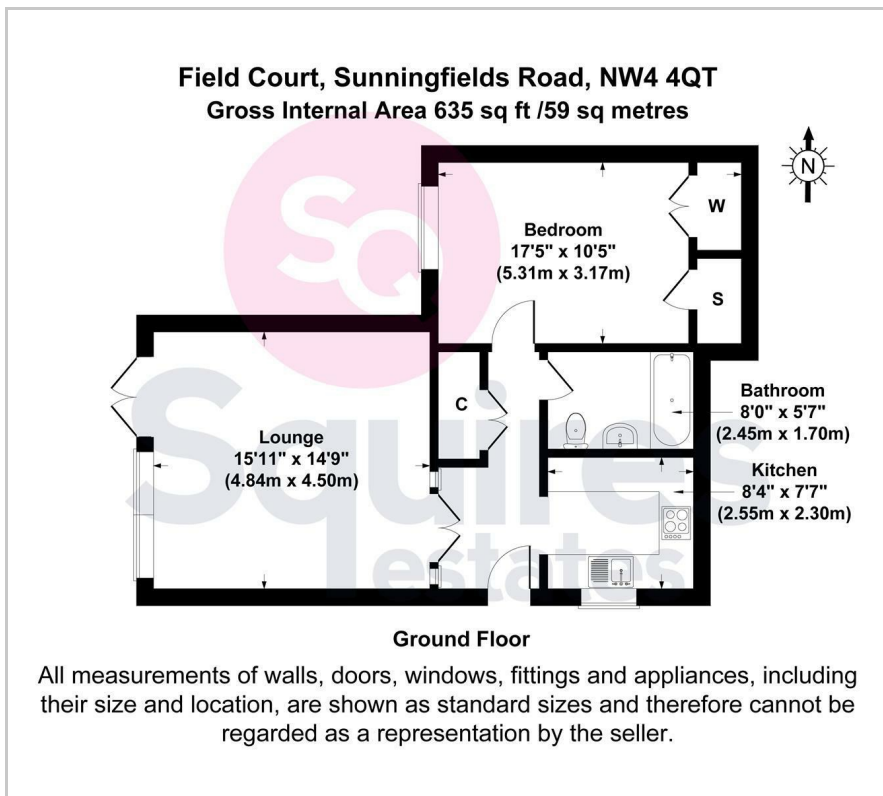 Field Court, Sunningfields Road, NW4 4QT
Gross Internal Area 635 sq ft /59 sq metres
SQ
N
W
Bedroom
17'5" x 10'5"
(5.31m x 3.17m)
S
C
Bathroom
8'0" x 5'7"
(2.45m x 1.70m)
Lounge
15'11" x 14'9"
(4.84m x 4.50m)
Kitchen
8'4" x 7'7"
(2.55m x 2.30m)
Squires
estates
Ground Floor
All measurements of walls, doors, windows, fittings and appliances, including
their size and location, are shown as standard sizes and therefore cannot be
regarded as a representation by the seller.